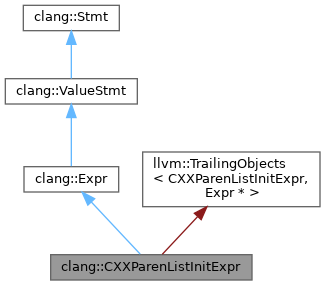 clang::Stmt
clang::ValueStmt
clang::Expr
llvm::TrailingObjects
< CXXParenListInitExpr,
Expr * >
clang::CXXParenListInitExpr